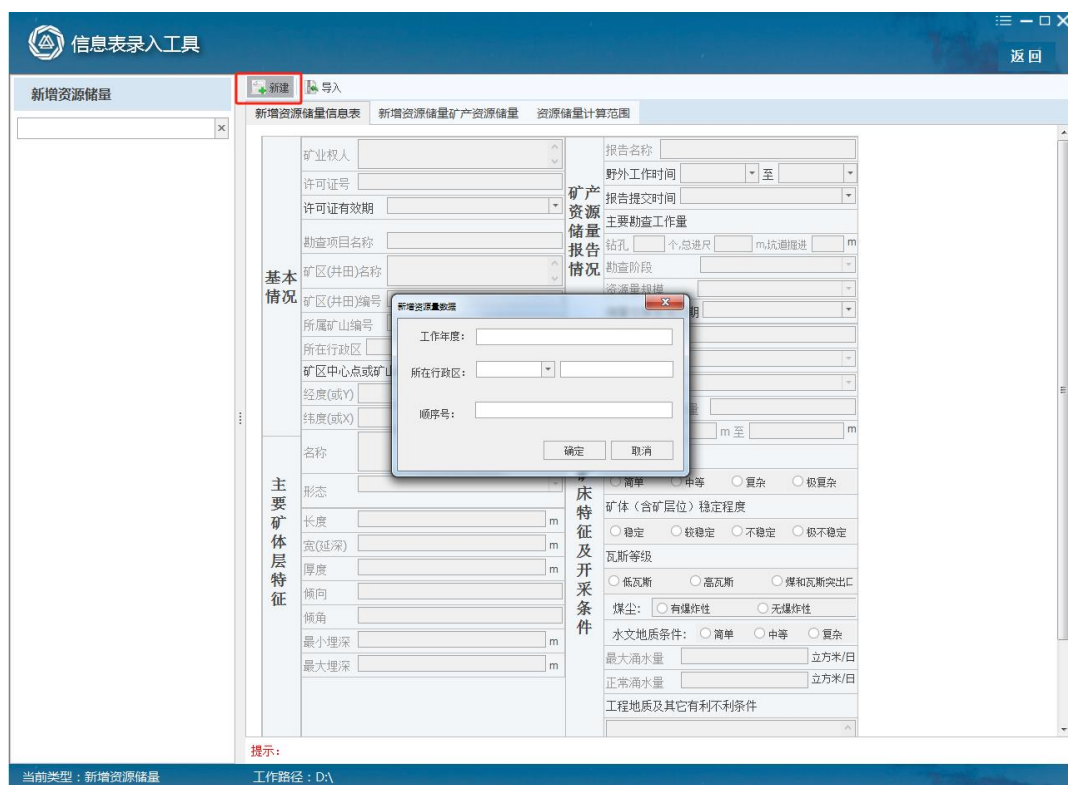 信息表录入工具
返回
新增资源储量
新建 导入
新增资源储量信息表 新增资源储量矿产资源储量 资源储量计算范围
基本情况
矿业权人
许可证号
许可证有效期
勘查项目名称
矿区(井田)名称
矿区(井田)编号
所属矿山编号
所在行政区
矿区中心点或矿山
经度(或Y)
纬度(或X)
主要矿体层特征
名称
形态
长度 m
宽(延深) m
厚度 m
倾向
倾角
最小埋深 m
最大埋深 m
矿产资源储量报告情况
报告名称
野外工作时间 至
报告提交时间
主要勘查工作量
钻孔 个,总进尺 m,坑道掘进 m
勘查阶段
资源量规模
期
量
m 至 m
新增资源量数据
工作年度：
所在行政区：
顺序号：
确定 取消
床特征及开采条件
简单 中等 复杂 极复杂
矿体（含矿层位）稳定程度
稳定 较稳定 不稳定 极不稳定
瓦斯等级
低瓦斯 高瓦斯 煤和瓦斯突出
煤尘： 有爆炸性 无爆炸性
水文地质条件： 简单 中等 复杂
最大涌水量 立方米/日
正常涌水量 立方米/日
工程地质及其它有利不利条件
提示：
当前类型：新增资源储量 工作路径：D:\